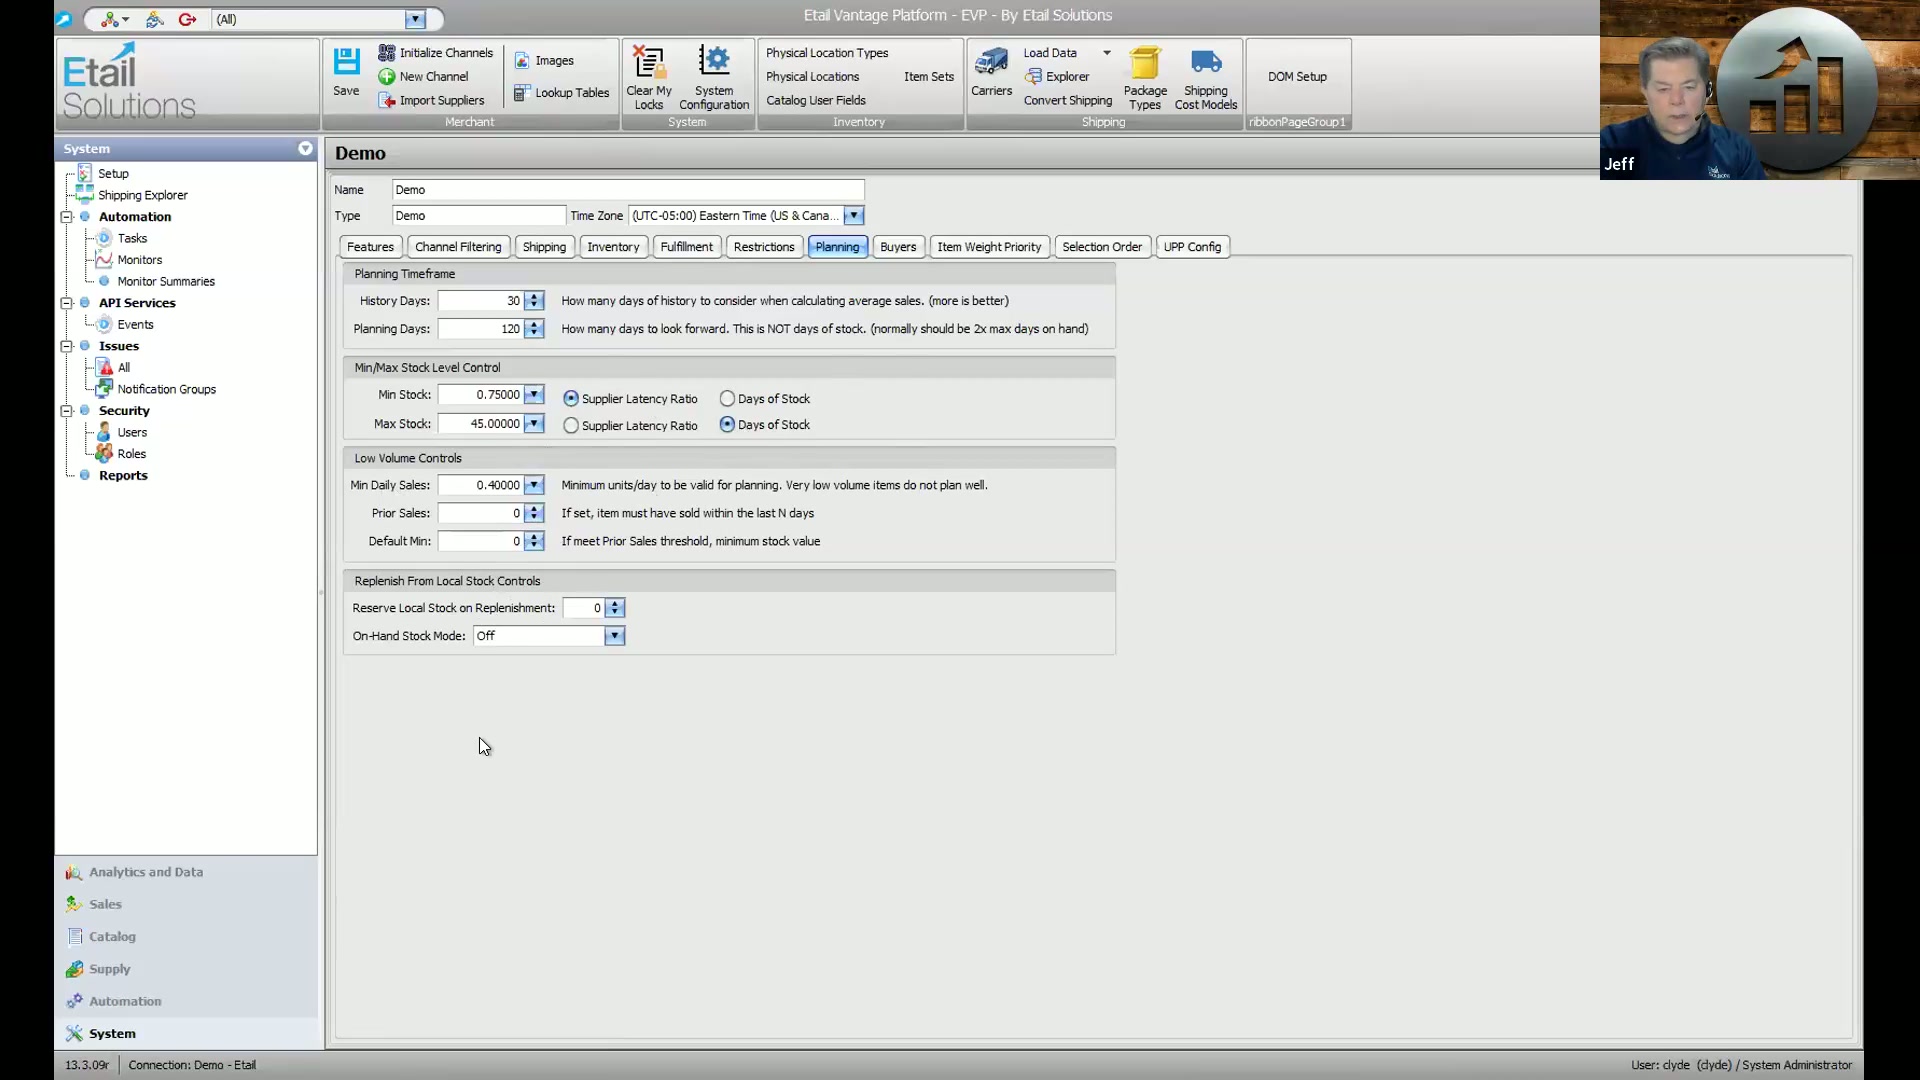 (All)
Etail Vantage Platform - EVP - By Etail Solutions
Etail
Solutions
Save
Initialize Channels
New Channel
Import Suppliers
Images
Lookup Tables
Merchant
Clear My
Locks
System
Configuration
System
Physical Location Types
Physical Locations
Item Sets
Catalog User Fields
Inventory
Carriers
Load Data
Explorer
Convert Shipping
Package
Types
Shipping
Cost Models
Shipping
DOM Setup
ribbonPageGroup1
Jeff
System
Setup
Shipping Explorer
Automation
Tasks
Monitors
Monitor Summaries
API Services
Events
Issues
All
Notification Groups
Security
Users
Roles
Reports
Analytics and Data
Sales
Catalog
Supply
Automation
System
Demo
Name Demo
Type Demo Time Zone (UTC-05:00) Eastern Time (US & Cana...
Features Channel Filtering Shipping Inventory Fulfillment Restrictions Planning Buyers Item Weight Priority Selection Order UPP Config
Planning Timeframe
History Days: 30 How many days of history to consider when calculating average sales. (more is better)
Planning Days: 120 How many days to look forward. This is NOT days of stock. (normally should be 2x max days on hand)
Min/Max Stock Level Control
Min Stock: 0.75000 Supplier Latency Ratio Days of Stock
Max Stock: 45.00000 Supplier Latency Ratio Days of Stock
Low Volume Controls
Min Daily Sales: 0.40000 Minimum units/day to be valid for planning. Very low volume items do not plan well.
Prior Sales: 0 If set, item must have sold within the last N days
Default Min: 0 If meet Prior Sales threshold, minimum stock value
Replenish From Local Stock Controls
Reserve Local Stock on Replenishment: 0
On-Hand Stock Mode: Off
13.3.09r Connection: Demo - Etail
User: clyde (clyde) / System Administrator